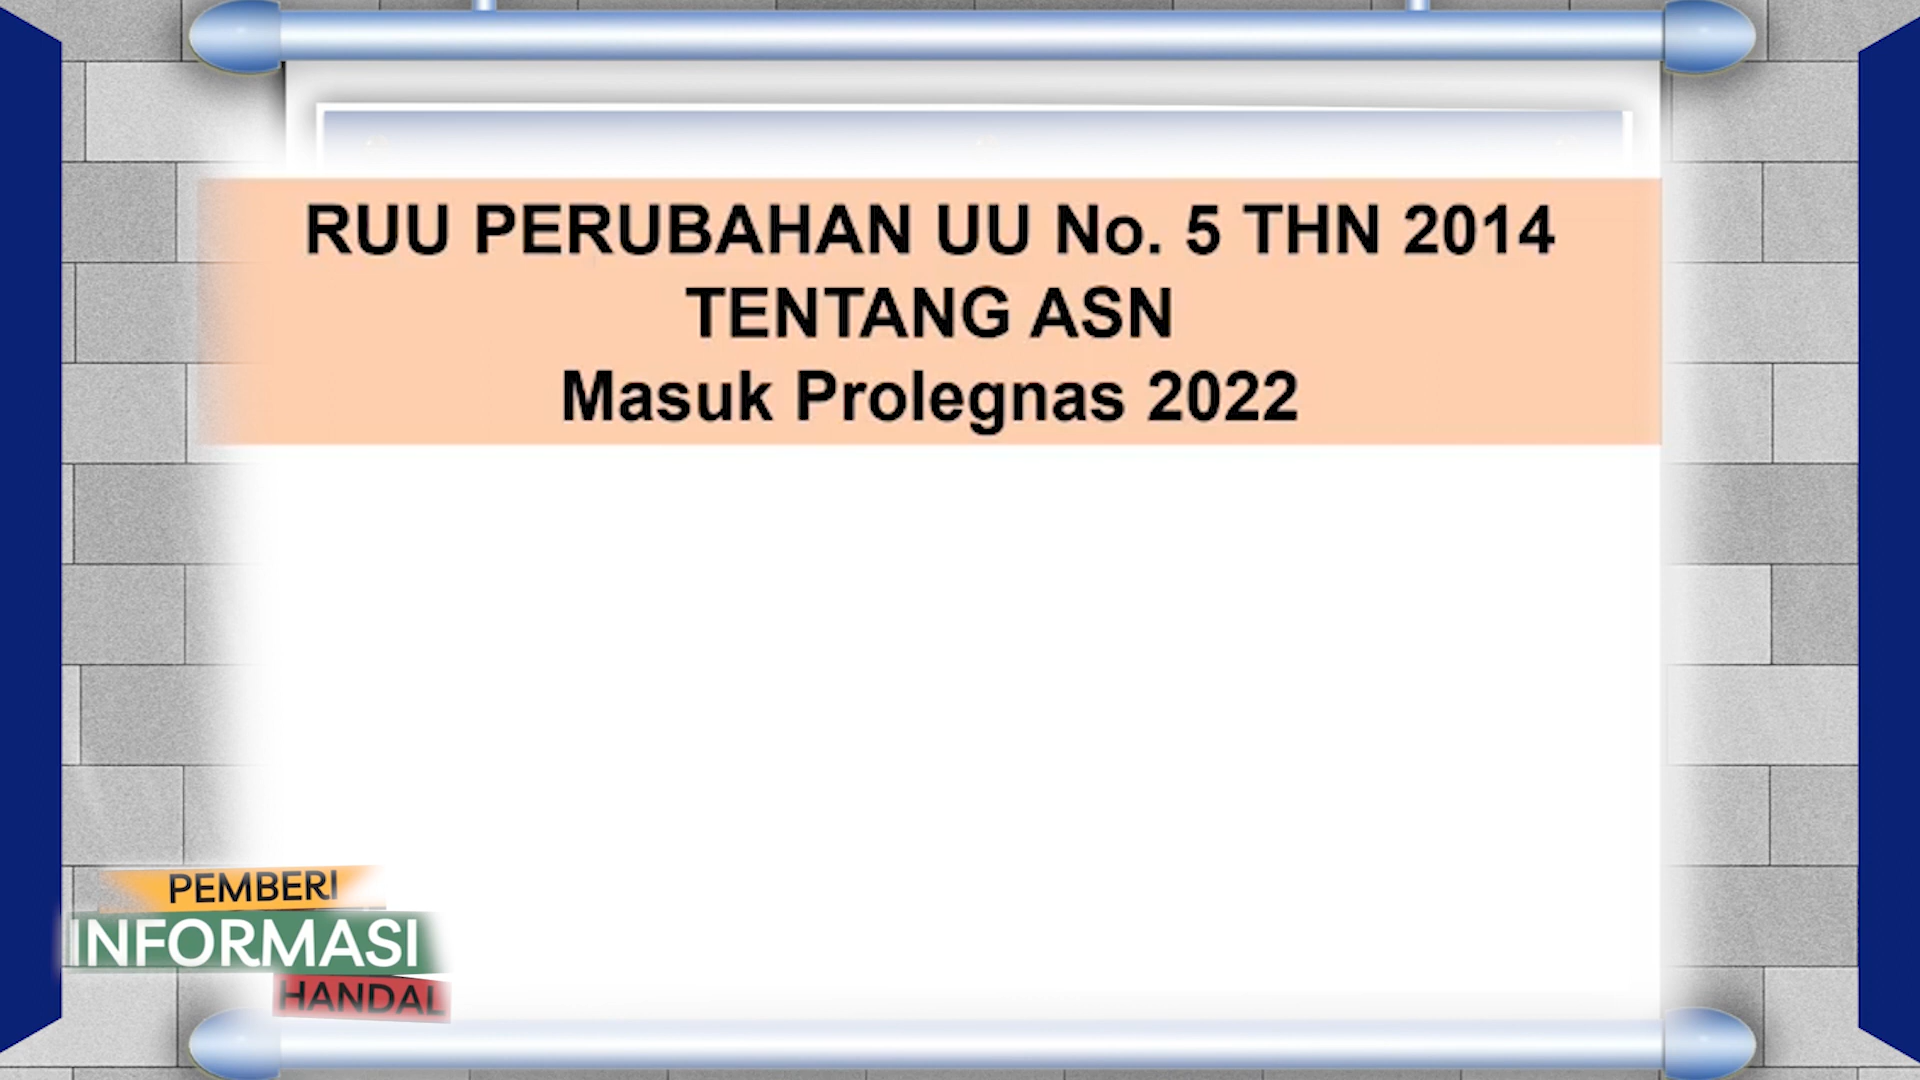 RUU PERUBAHAN UU No. 5 THN 2014
TENTANG ASN
Masuk Prolegnas 2022
PEMBERI
INFORMASI
HANDAL